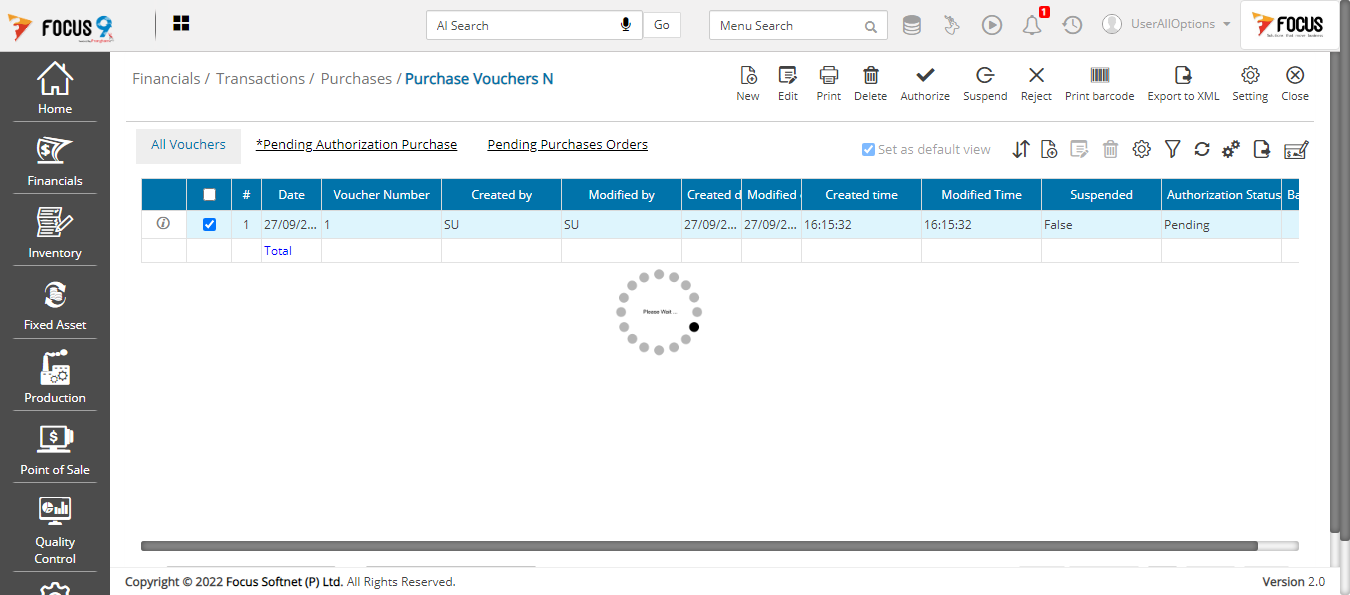 FOCUS 9
AI Search
Go
Menu Search
1
UserAllOptions
FOCUS
Home
Financials
Inventory
Fixed Asset
Production
Point of Sale
Quality
Control
Financials / Transactions / Purchases / Purchase Vouchers N
New Edit Print Delete Authorize Suspend Reject Print barcode Export to XML Setting Close
All Vouchers *Pending Authorization Purchase Pending Purchases Orders
Set as default view
# Date Voucher Number Created by Modified by Created d Modified Created time Modified Time Suspended Authorization Status Ba
1 27/09/2... 1 SU SU 27/09/2... 27/09/2... 16:15:32 16:15:32 False Pending
Total
Please Wait ...
Copyright © 2022 Focus Softnet (P) Ltd. All Rights Reserved.
Version 2.0